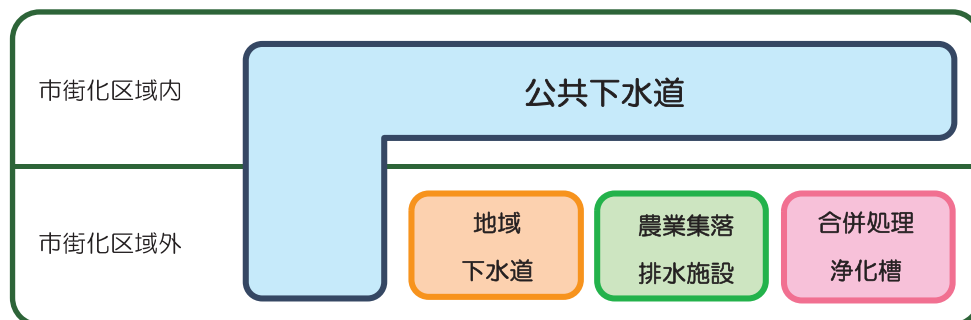 市街化区域内
公共下水道
市街化区域外
地域
下水道
農業集落
排水施設
合併処理
浄化槽